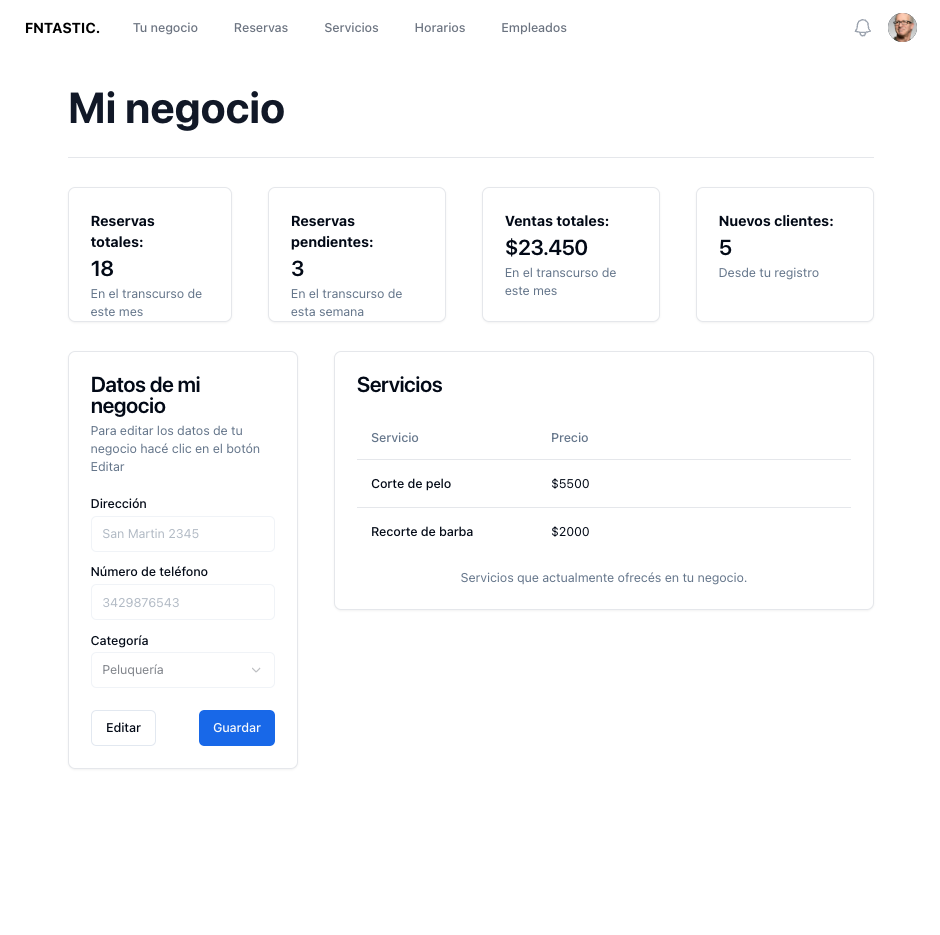 FNTASTIC. Tu negocio Reservas Servicios Horarios Empleados
Mi negocio
Reservas
totales:
18
En el transcurso de
este mes
Reservas
pendientes:
3
En el transcurso de
esta semana
Ventas totales:
$23.450
En el transcurso de
este mes
Nuevos clientes:
5
Desde tu registro
Datos de mi
negocio
Para editar los datos de tu
negocio hacé clic en el botón
Editar
Dirección
San Martin 2345
Número de teléfono
3429876543
Categoría
Peluquería
Editar Guardar
Servicios
Servicio Precio
Corte de pelo $5500
Recorte de barba $2000
Servicios que actualmente ofrecés en tu negocio.